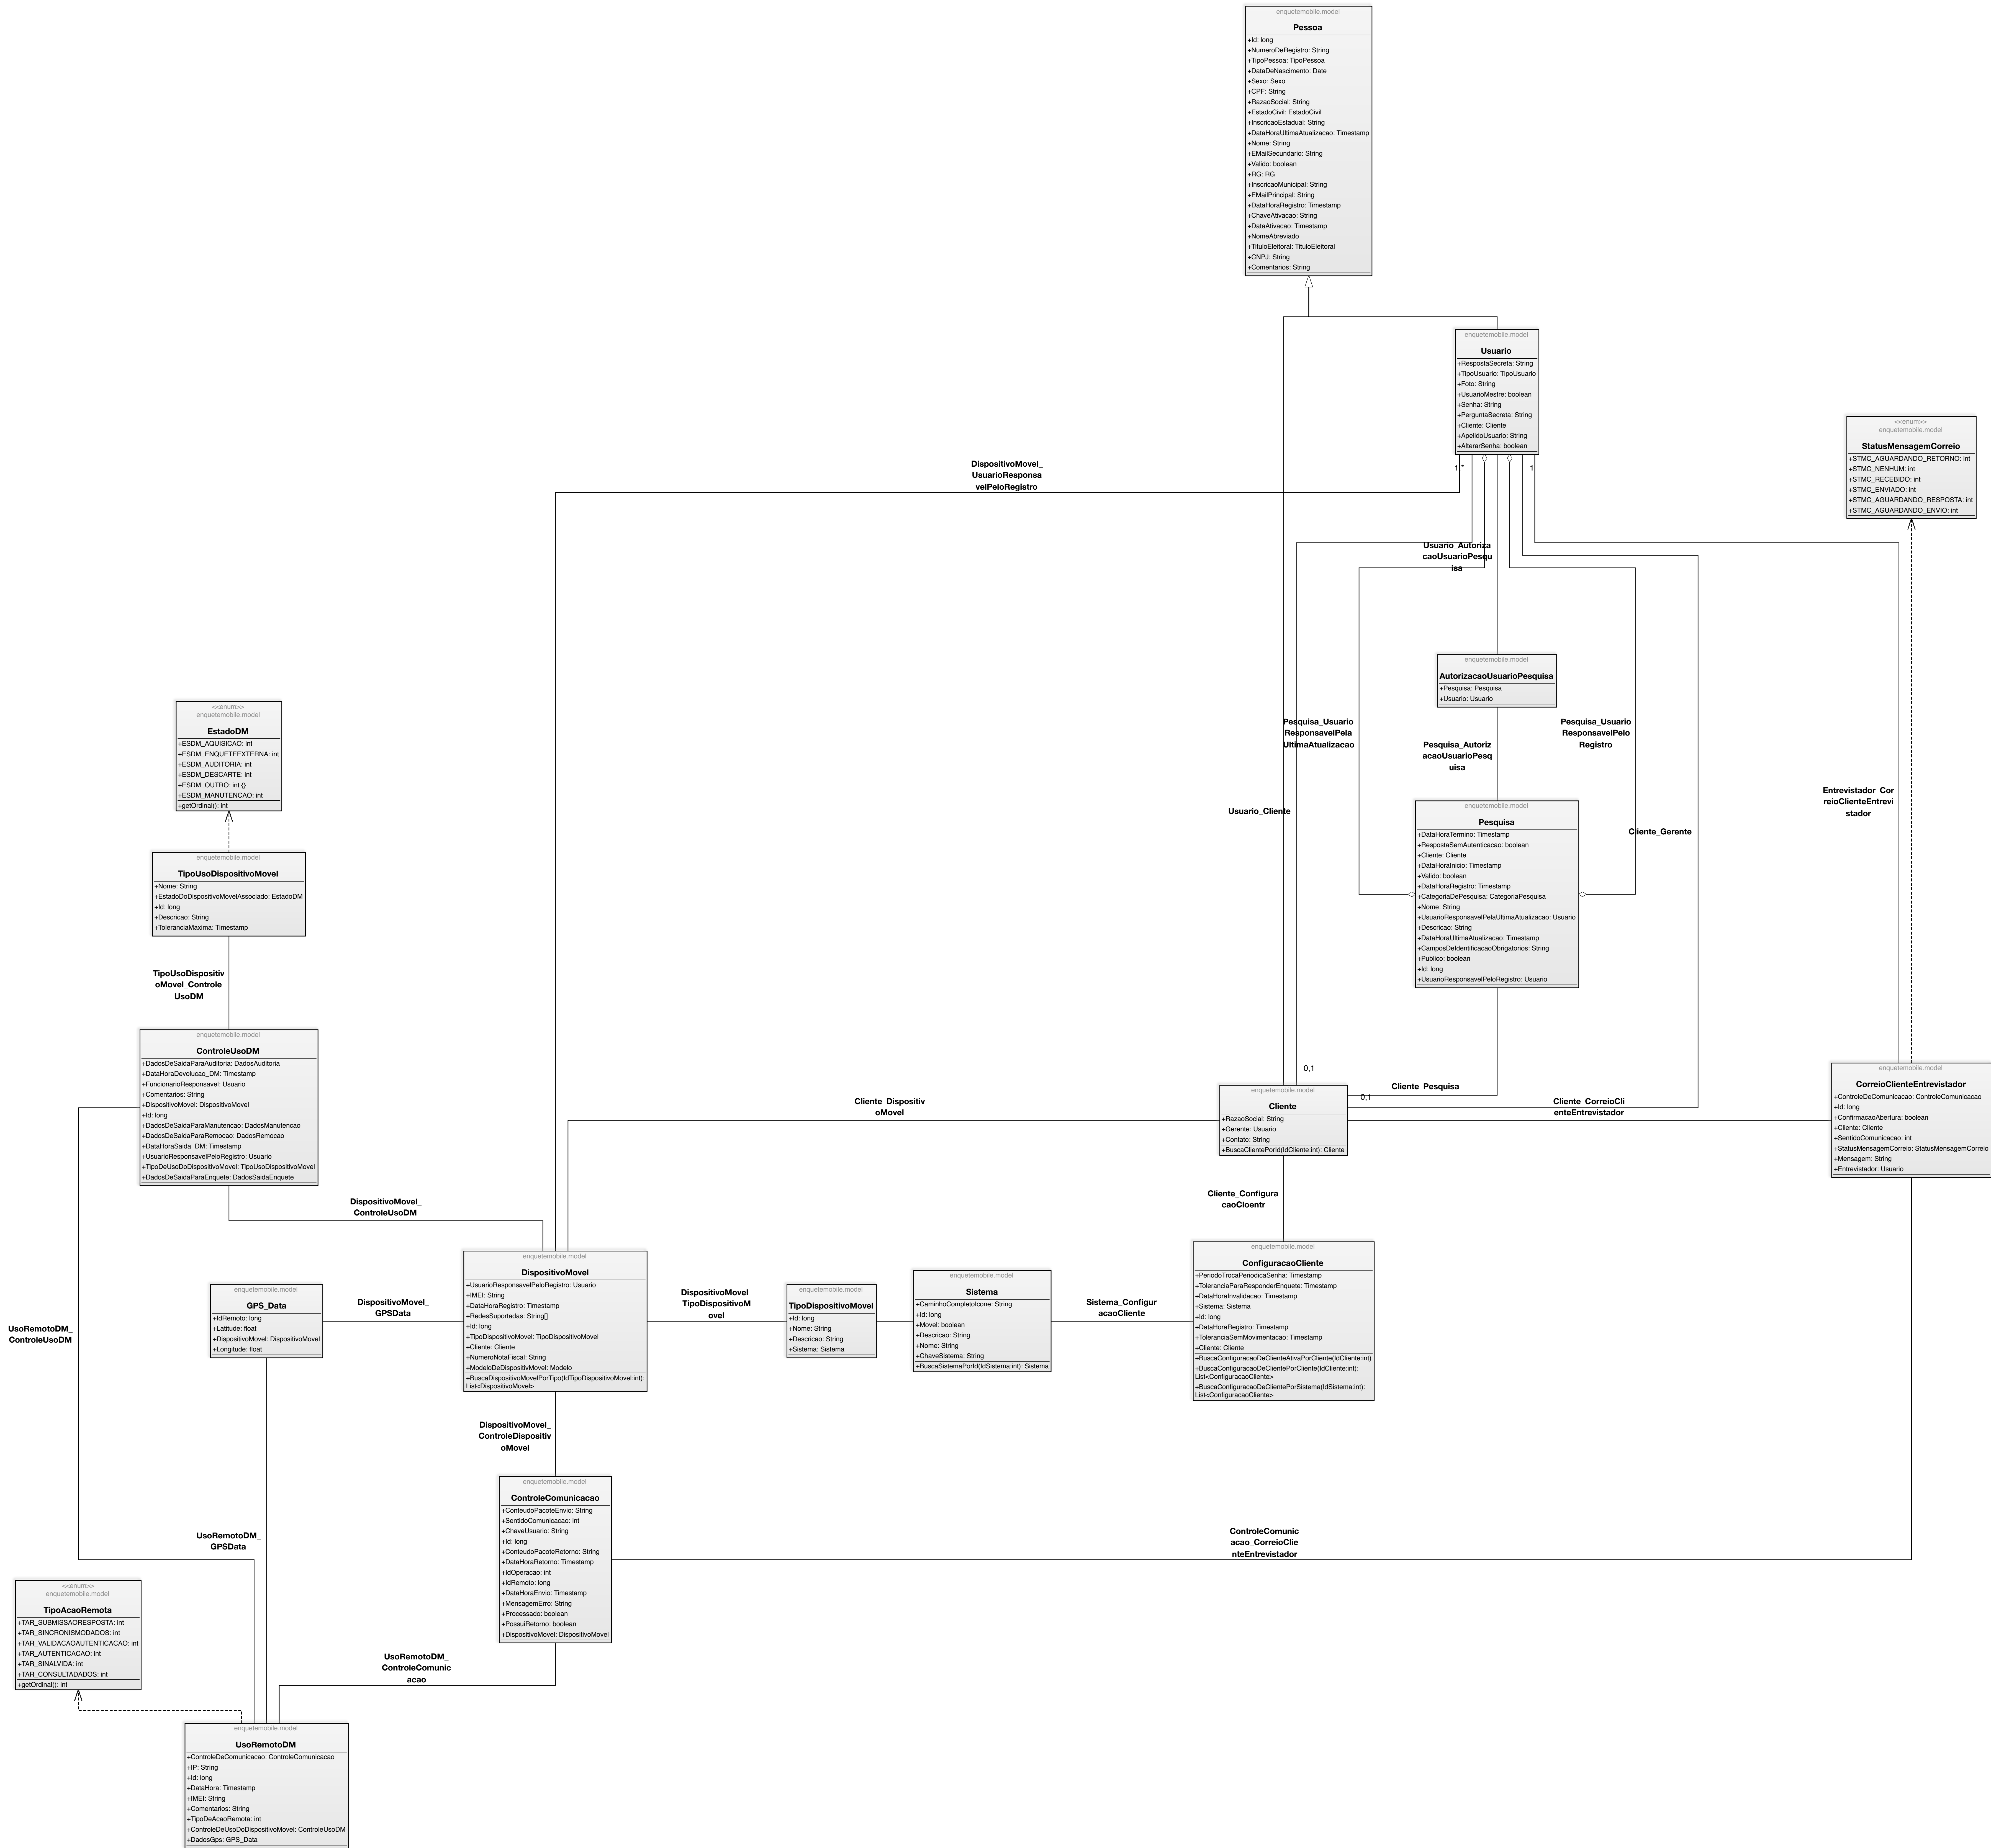 enquetemobile.model
Pessoa
+Id: long
+NumeroDeRegistro: String
+TipoPessoa: TipoPessoa
+DataDeNascimento: Date
+Sexo: Sexo
+CPF: String
+RazaoSocial: String
+EstadoCivil: EstadoCivil
+InscricaoEstadual: String
+DataHoraUltimaAtualizacao: Timestamp
+Nome: String
+EMailSecundario: String
+Valido: boolean
+RG: RG
+InscricaoMunicipal: String
+EMailPrincipal: String
+DataHoraRegistro: Timestamp
+ChaveAtivacao: String
+DataAtivacao: Timestamp
+NomeAbreviado
+TituloEleitoral: TituloEleitoral
+CNPJ: String
+Comentarios: String
enquetemobile.model
Usuario
+RespostaSecreta: String
+TipoUsuario: TipoUsuario
+Foto: String
+UsuarioMestre: boolean
+Senha: String
+PerguntaSecreta: String
+Cliente: Cliente
+ApelidoUsuario: String
+AlterarSenha: boolean
1,*
1
<<enum>>
enquetemobile.model
StatusMensagemCorreio
+STMC_AGUARDANDO_RETORNO: int
+STMC_NENHUM: int
+STMC_RECEBIDO: int
+STMC_ENVIADO: int
+STMC_AGUARDANDO_RESPOSTA: int
+STMC_AGUARDANDO_ENVIO: int
DispositivoMovel_
UsuarioResponsa
velPeloRegistro
Usuario_Autoriza
caoUsuarioPesqu
isa
enquetemobile.model
AutorizacaoUsuarioPesquisa
+Pesquisa: Pesquisa
+Usuario: Usuario
Pesquisa_Usuario
ResponsavelPela
UltimaAtualizacao
Pesquisa_Autoriz
acaoUsuarioPesq
uisa
Pesquisa_Usuario
ResponsavelPelo
Registro
<<enum>>
enquetemobile.model
EstadoDM
+ESDM_AQUISICAO: int
+ESDM_ENQUETEEXTERNA: int
+ESDM_AUDITORIA: int
+ESDM_DESCARTE: int
+ESDM_OUTRO: int {}
+ESDM_MANUTENCAO: int
+getOrdinal(): int
Usuario_Cliente
Cliente_Gerente
Entrevistador_Cor
reioClienteEntrevi
stador
enquetemobile.model
Pesquisa
+DataHoraTermino: Timestamp
+RespostaSemAutenticacao: boolean
+Cliente: Cliente
+DataHoraInicio: Timestamp
+Valido: boolean
+DataHoraRegistro: Timestamp
+CategoriaDePesquisa: CategoriaPesquisa
+Nome: String
+UsuarioResponsavelPelaUltimaAtualizacao: Usuario
+Descricao: String
+DataHoraUltimaAtualizacao: Timestamp
+CamposDeIdentificacaoObrigatorios: String
+Publico: boolean
+Id: long
+UsuarioResponsavelPeloRegistro: Usuario
enquetemobile.model
TipoUsoDispositivoMovel
+Nome: String
+EstadoDoDispositivoMovelAssociado: EstadoDM
+Id: long
+Descricao: String
+ToleranciaMaxima: Timestamp
TipoUsoDispositiv
oMovel_Controle
UsoDM
enquetemobile.model
ControleUsoDM
+DadosDeSaidaParaAuditoria: DadosAuditoria
+DataHoraDevolucao_DM: Timestamp
+FuncionarioResponsavel: Usuario
+Comentarios: String
+DispositivoMovel: DispositivoMovel
+Id: long
+DadosDeSaidaParaManutencao: DadosManutencao
+DadosDeSaidaParaRemocao: DadosRemocao
+DataHoraSaida_DM: Timestamp
+UsuarioResponsavelPeloRegistro: Usuario
+TipoDeUsoDoDispositivoMovel: TipoUsoDispositivoMovel
+DadosDeSaidaParaEnquete: DadosSaidaEnquete
0,1
enquetemobile.model
Cliente
+RazaoSocial: String
+Gerente: Usuario
+Contato: String
+BuscaClientePorId(IdCliente:int): Cliente
Cliente_Pesquisa
0,1
Cliente_Dispositiv
oMovel
Cliente_CorreioCli
enteEntrevistador
enquetemobile.model
CorreioClienteEntrevistador
+ControleDeComunicacao: ControleComunicacao
+Id: long
+ConfirmacaoAbertura: boolean
+Cliente: Cliente
+SentidoComunicacao: int
+StatusMensagemCorreio: StatusMensagemCorreio
+Mensagem: String
+Entrevistador: Usuario
Cliente_Configura
caoCloentr
DispositivoMovel_
ControleUsoDM
enquetemobile.model
GPS_Data
+IdRemoto: long
+Latitude: float
+DispositivoMovel: DispositivoMovel
+Longitude: float
DispositivoMovel_
GPSData
enquetemobile.model
DispositivoMovel
+UsuarioResponsavelPeloRegistro: Usuario
+IMEI: String
+DataHoraRegistro: Timestamp
+RedesSuportadas: String[]
+Id: long
+TipoDispositivoMovel: TipoDispositivoMovel
+Cliente: Cliente
+NumeroNotaFiscal: String
+ModeloDeDispositivMovel: Modelo
+BuscaDispositivoMovelPorTipo(IdTipoDispositivoMovel:int):
List<DispositivoMovel>
DispositivoMovel_
TipoDispositivoM
ovel
enquetemobile.model
TipoDispositivoMovel
+Id: long
+Nome: String
+Descricao: String
+Sistema: Sistema
enquetemobile.model
Sistema
+CaminhoCompletoIcone: String
+Id: long
+Movel: boolean
+Descricao: String
+Nome: String
+ChaveSistema: String
+BuscaSistemaPorId(IdSistema:int): Sistema
Sistema_Configur
acaoCliente
enquetemobile.model
ConfiguracaoCliente
+PeriodoTrocaPeriodicaSenha: Timestamp
+ToleranciaParaResponderEnquete: Timestamp
+DataHoraInvalidacao: Timestamp
+Sistema: Sistema
+Id: long
+DataHoraRegistro: Timestamp
+ToleranciaSemMovimentacao: Timestamp
+Cliente: Cliente
+BuscaConfiguracaoDeClienteAtivaPorCliente(IdCliente:int)
+BuscaConfiguracaoDeClientePorCliente(IdCliente:int):
List<ConfiguracaoCliente>
+BuscaConfiguracaoDeClientePorSistema(IdSistema:int):
List<ConfiguracaoCliente>
UsoRemotoDM_
ControleUsoDM
DispositivoMovel_
ControleDispositiv
oMovel
enquetemobile.model
ControleComunicacao
+ConteudoPacoteEnvio: String
+SentidoComunicacao: int
+ChaveUsuario: String
+Id: long
+ConteudoPacoteRetorno: String
+DataHoraRetorno: Timestamp
+IdOperacao: int
+IdRemoto: long
+DataHoraEnvio: Timestamp
+MensagemErro: String
+Processado: boolean
+PossuiRetorno: boolean
+DispositivoMovel: DispositivoMovel
UsoRemotoDM_
GPSData
ControleComunic
acao_CorreioClie
nteEntrevistador
<<enum>>
enquetemobile.model
TipoAcaoRemota
+TAR_SUBMISSAORESPOSTA: int
+TAR_SINCRONISMODADOS: int
+TAR_VALIDACAOAUTENTICACAO: int
+TAR_AUTENTICACAO: int
+TAR_SINALVIDA: int
+TAR_CONSULTADADOS: int
+getOrdinal(): int
UsoRemotoDM_
ControleComunic
acao
enquetemobile.model
UsoRemotoDM
+ControleDeComunicacao: ControleComunicacao
+IP: String
+Id: long
+DataHora: Timestamp
+IMEI: String
+Comentarios: String
+TipoDeAcaoRemota: int
+ControleDeUsoDoDispositivoMovel: ControleUsoDM
+DadosGps: GPS_Data